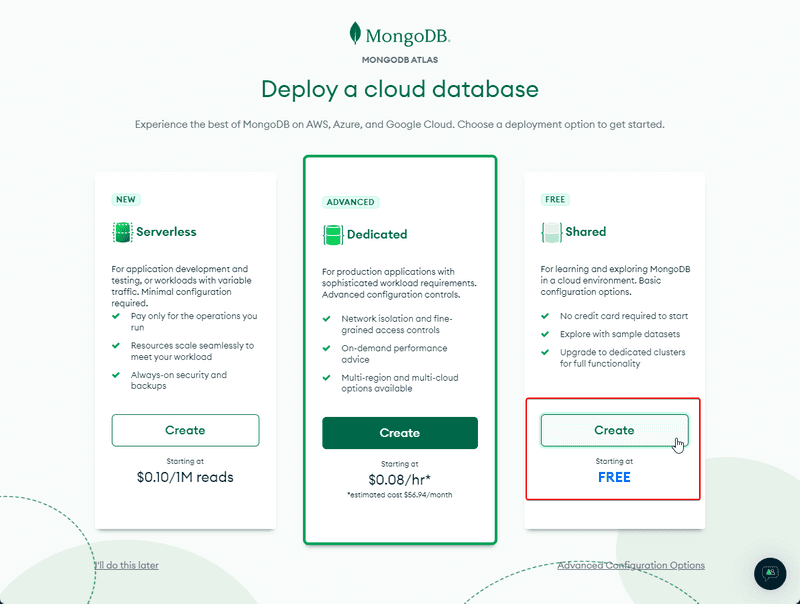 MongoDB.
MONGODB ATLAS
Deploy a cloud database
Experience the best of MongoDB on AWS, Azure, and Google Cloud. Choose a deployment option to get started.
NEW
Serverless
For application development and
testing, or workloads with variable
traffic. Minimal configuration
required.
Pay only for the operations you
run
Resources scale seamlessly to
meet your workload
Always-on security and
backups
Create
Starting at
$0.10/1M reads
ADVANCED
Dedicated
For production applications with
sophisticated workload requirements.
Advanced configuration controls.
Network isolation and fine-
grained access controls
On-demand performance
advice
Multi-region and multi-cloud
options available
Create
Starting at
$0.08/hr*
*estimated cost $56.94/month
FREE
Shared
For learning and exploring MongoDB
in a cloud environment. Basic
configuration options.
No credit card required to start
Explore with sample datasets
Upgrade to dedicated clusters
for full functionality
Create
Starting at
FREE
I'll do this later
Advanced Configuration Options